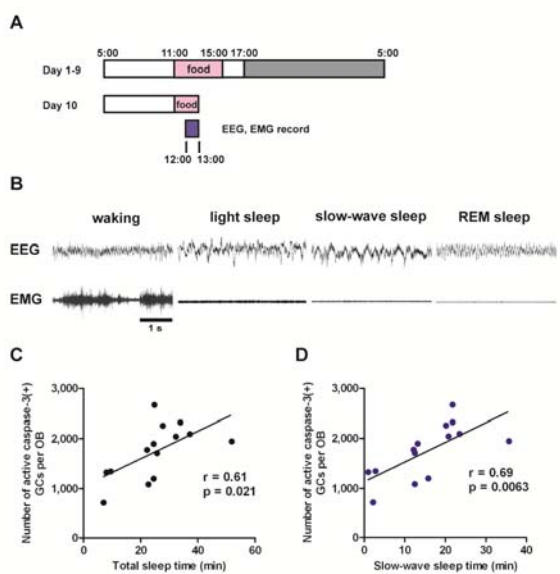 A
5:00 11:00 15:00 17:00 5:00
Day 1-9 food
Day 10 food
EEG, EMG record
12:00 13:00
B
waking light sleep slow-wave sleep REM sleep
EEG
EMG
1 s
C
Number of active caspase-3(+)
GCs per OB
3,000
2,000
1,000
0
r = 0.61
p = 0.021
0 20 40 60
Total sleep time (min)
D
Number of active caspase-3(+)
GCs per OB
3,000
2,000
1,000
0
r = 0.69
p = 0.0063
0 10 20 30 40
Slow-wave sleep time (min)